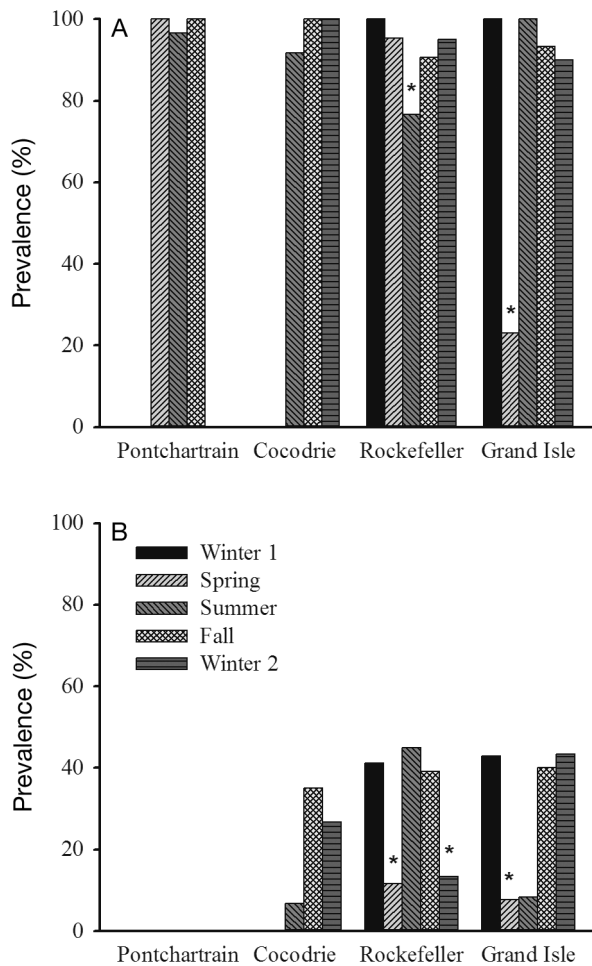 A
100
80
60
40
20
0
Prevalence (%)
*
*
Pontchartrain Cocodrie Rockefeller Grand Isle
B
100
80
60
40
20
0
Prevalence (%)
Winter 1
Spring
Summer
Fall
Winter 2
*
*
*
Pontchartrain Cocodrie Rockefeller Grand Isle